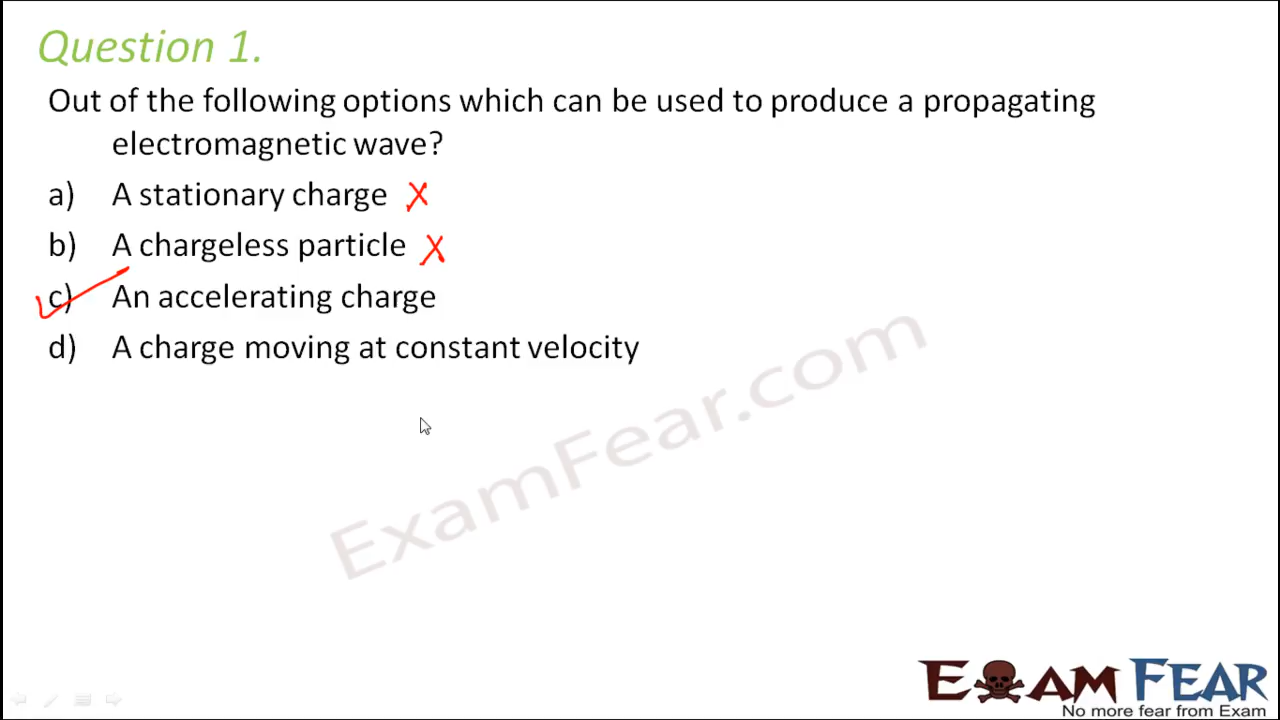 Question 1.
Out of the following options which can be used to produce a propagating
electromagnetic wave?
a) A stationary charge X
b) A chargeless particle X
c) An accelerating charge
d) A charge moving at constant velocity
ExamFear.com
EXAM FEAR
No more fear from Exam